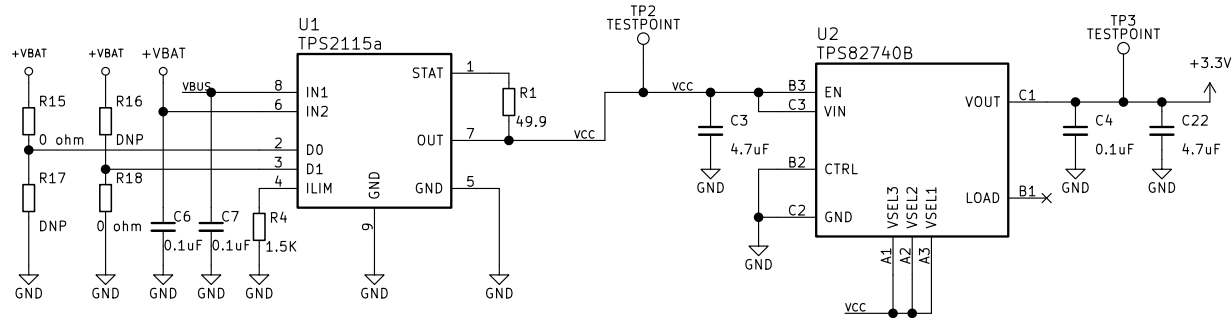 TP2
TESTPOINT
TP3
TESTPOINT
U1
TPS2115a
U2
TPS82740B
+VBAT
+VBAT
+VBAT
+3.3V
R15
0 ohm
R16
DNP
R17
DNP
R18
0 ohm
VBUS
8
IN1
6
IN2
2
D0
3
D1
4
ILIM
GND
9
STAT
1
OUT
7
GND
5
R1
49.9
VCC
VCC
C6
0.1uF
C7
0.1uF
R4
1.5K
C3
4.7uF
GND
B3
EN
C3
VIN
B2
CTRL
C2
GND
VSEL3
VSEL2
VSEL1
A1
A2
A3
VOUT
C1
LOAD
B1
C4
0.1uF
C22
4.7uF
GND
GND
GND
VCC
GND
GND
GND
GND
GND
GND
GND